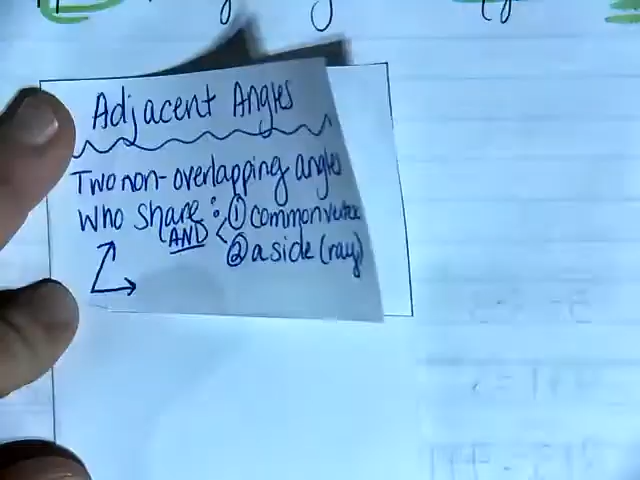 Adjacent Angles
Two non-overlapping angles
who share : ① common vertex
AND
② a side (ray)